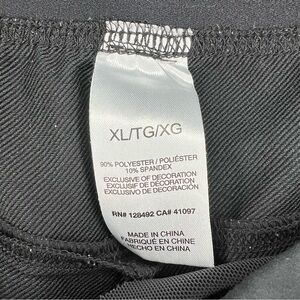 XL/TG/XG
90% POLYESTER / POLIÉSTER
10% SPANDEX
EXCLUSIVE OF DECORATION
EXCLUSIF DE DÉCORATION
EXCLUSIVO DE DECORACIÓN
RN# 128492 CA# 41097
MADE IN CHINA
FABRIQUÉ EN CHINE
HECHO EN CHINA